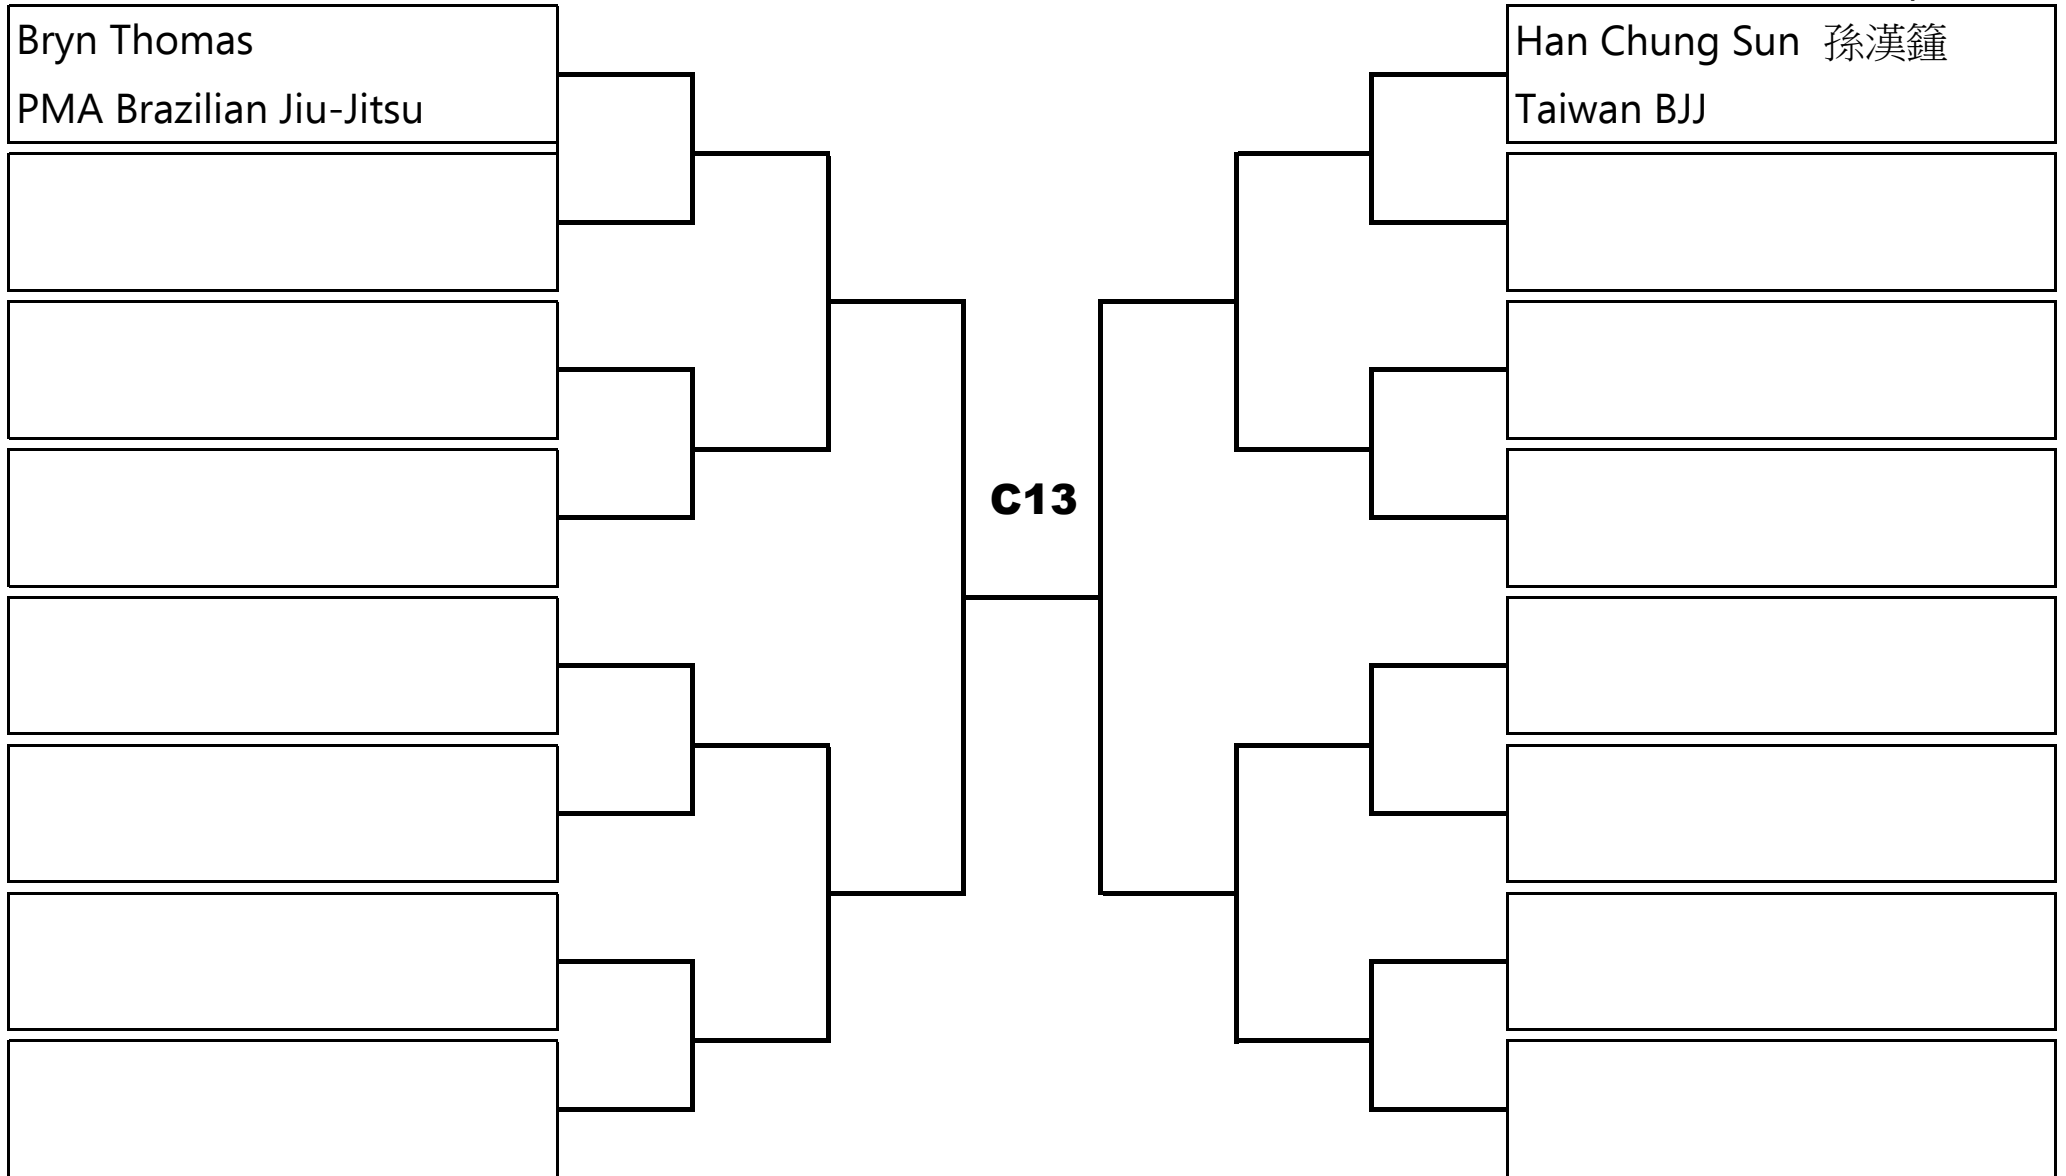 Bryn Thomas
PMA Brazilian Jiu-Jitsu
Han Chung Sun 孫漢鐘
Taiwan BJJ
C13